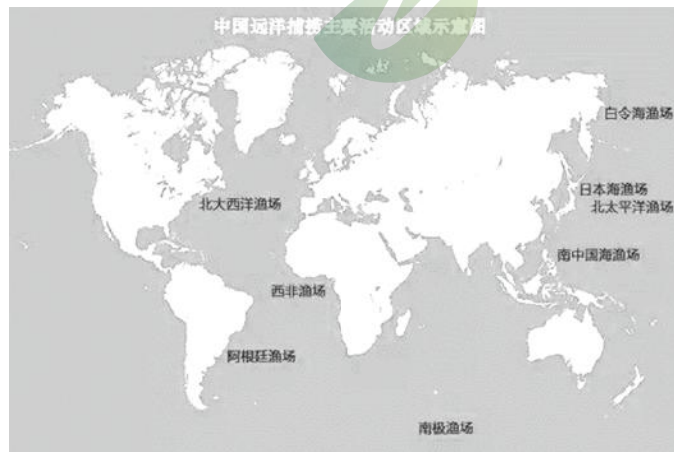 中国远洋捕捞主要活动区域示意图
白令海渔场
日本海渔场
北太平洋渔场
北大西洋渔场
南中国海渔场
西非渔场
阿根廷渔场
南极渔场